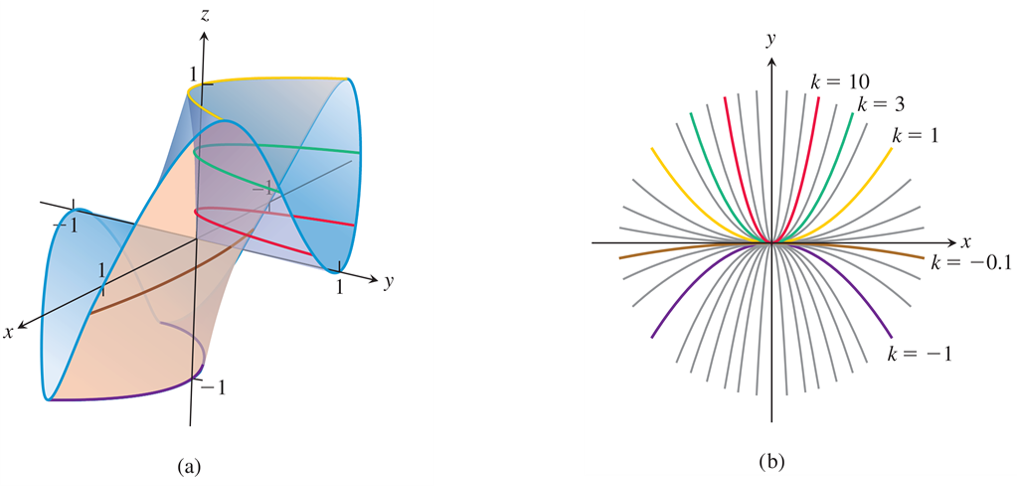 z
1
−1
−1
1
1
y
x
−1
(a)
y
k = 10
k = 3
k = 1
x
k = −0.1
k = −1
(b)